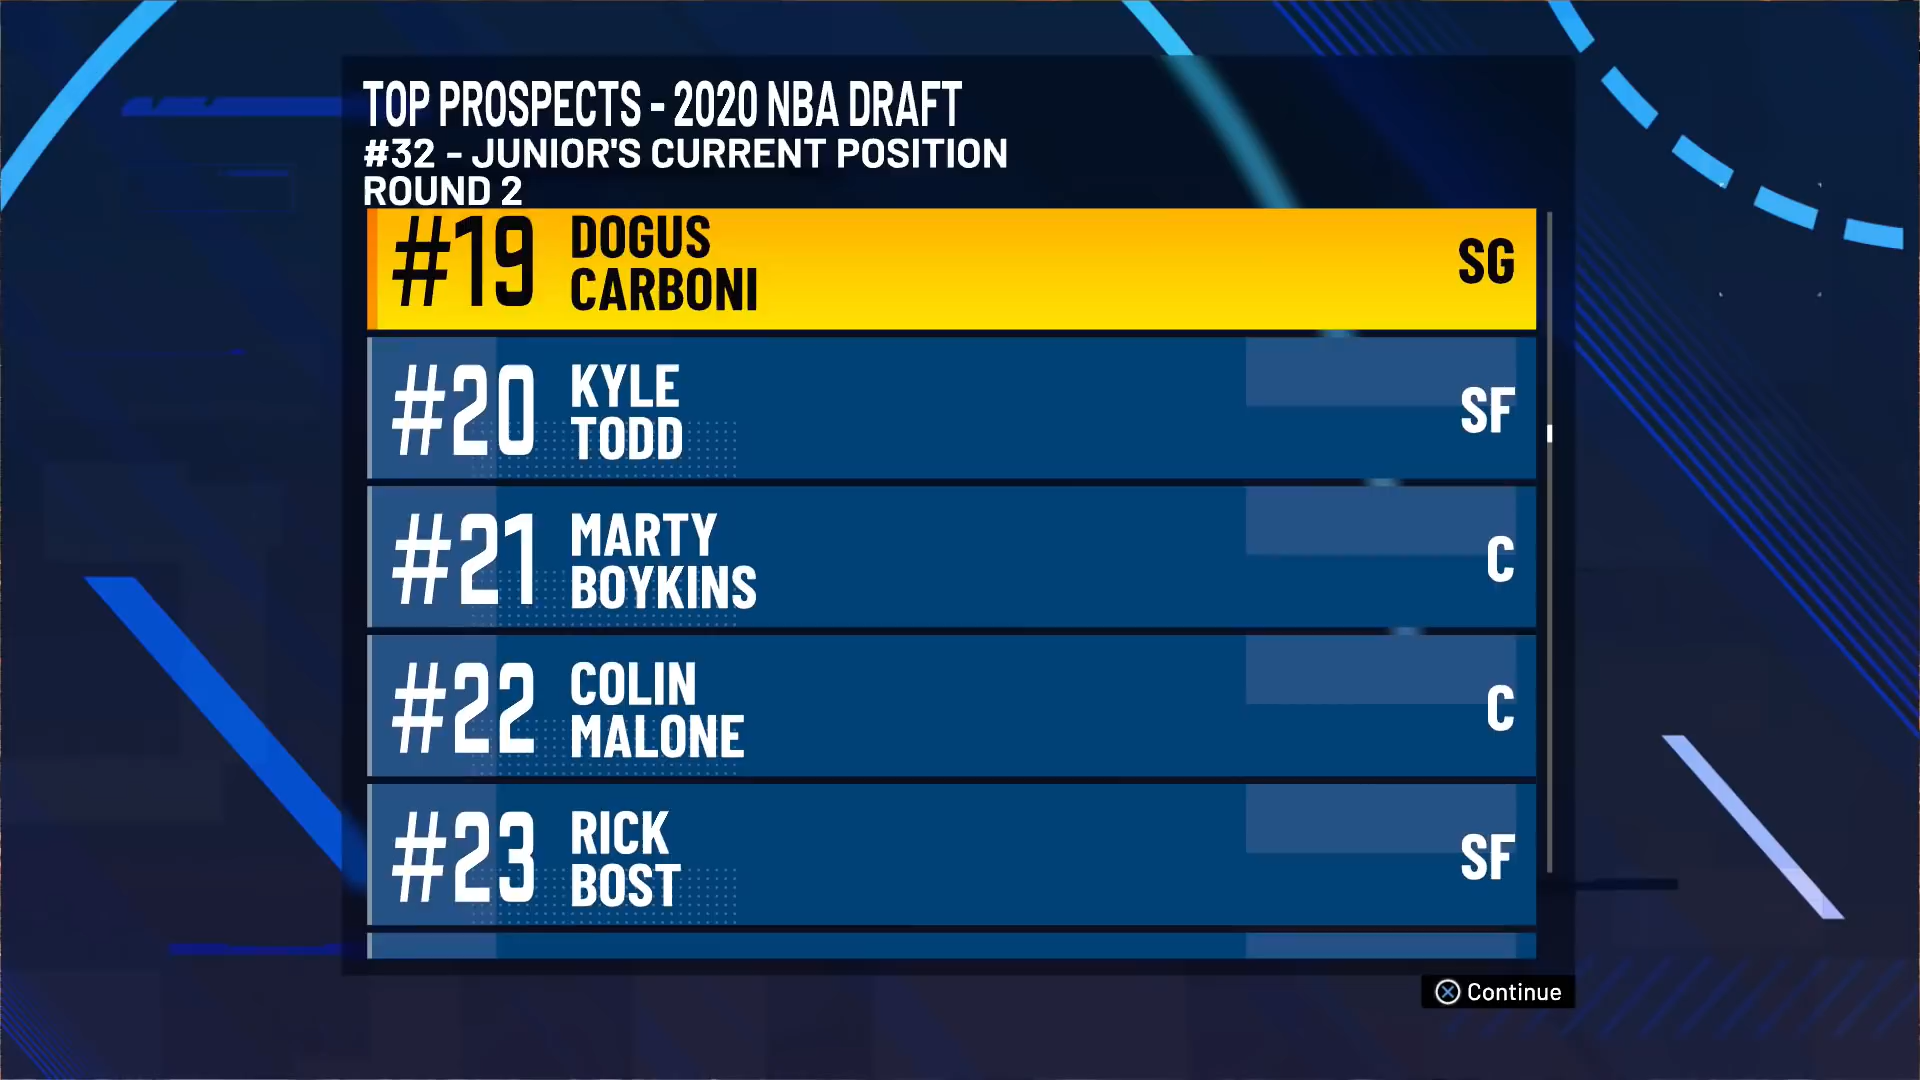 TOP PROSPECTS - 2020 NBA DRAFT
#32 - JUNIOR'S CURRENT POSITION
ROUND 2
#19 DOGUS CARBONI SG
#20 KYLE TODD SF
#21 MARTY BOYKINS C
#22 COLIN MALONE C
#23 RICK BOST SF
Continue